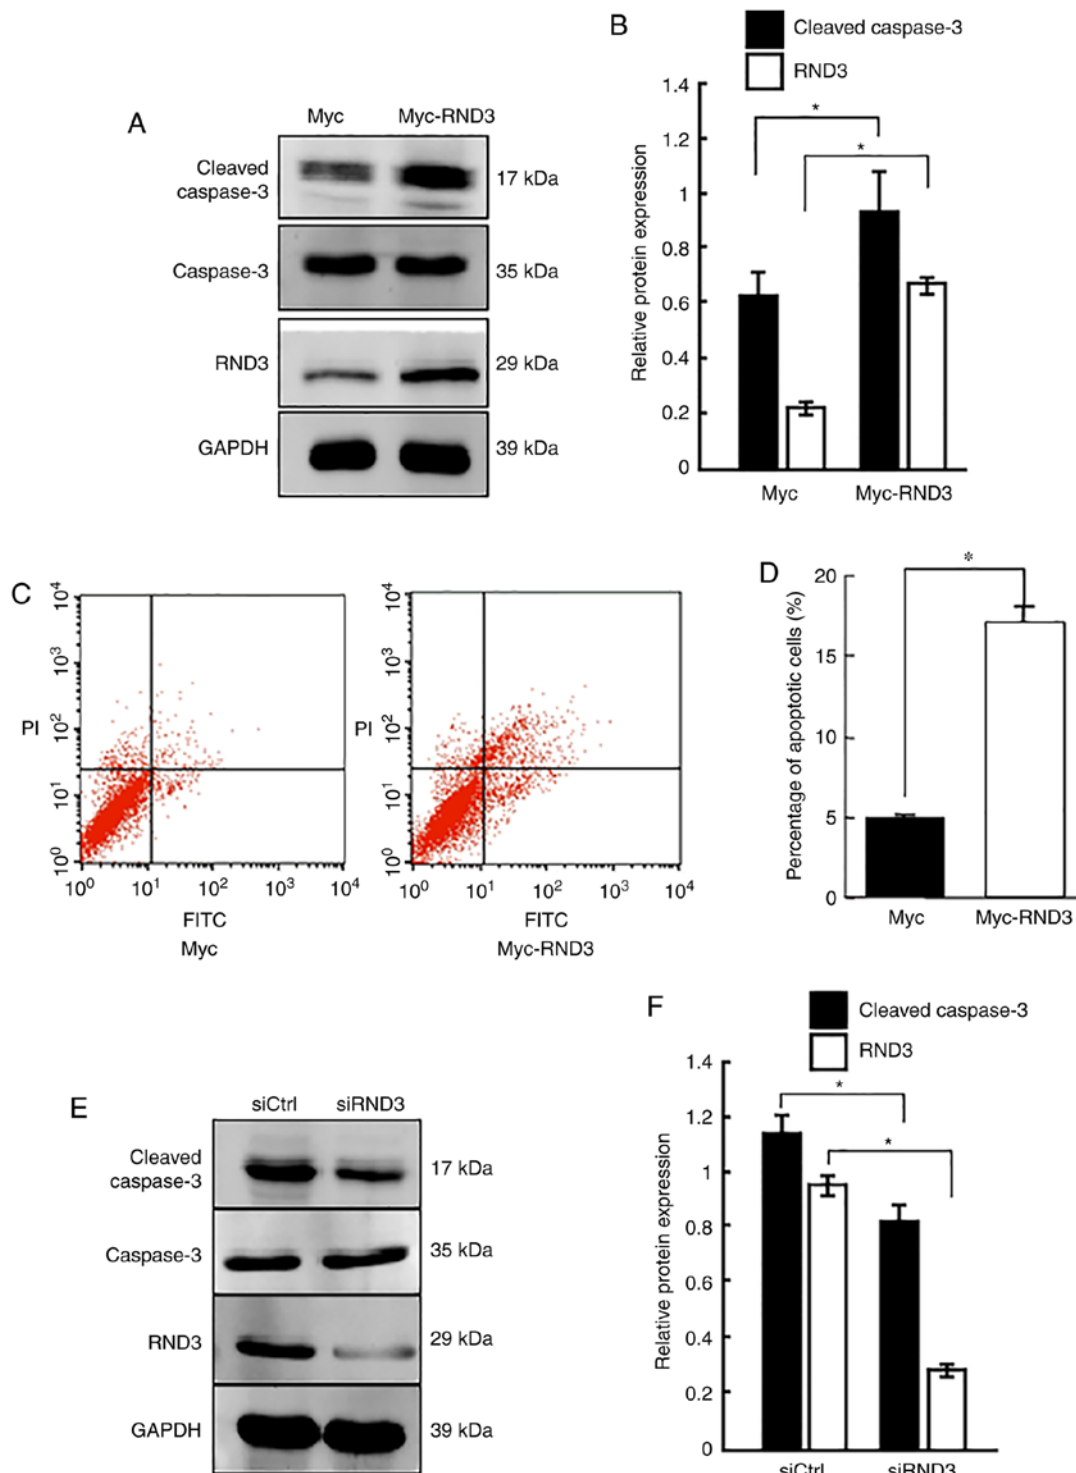 A
Myc Myc-RND3
Cleaved
caspase-3 17 kDa
Caspase-3 35 kDa
RND3 29 kDa
GAPDH 39 kDa
B
Cleaved caspase-3
RND3
Relative protein expression
1.4
1.2
1
0.8
0.6
0.4
0.2
0
* *
Myc Myc-RND3
C
PI
10⁴
10³
10²
10¹
10⁰
10⁰ 10¹ 10² 10³ 10⁴
FITC
Myc
PI
10⁴
10³
10²
10¹
10⁰
10⁰ 10¹ 10² 10³ 10⁴
FITC
Myc-RND3
D
Percentage of apoptotic cells (%)
20
15
10
5
0
*
Myc Myc-RND3
E
siCtrl siRND3
Cleaved
caspase-3 17 kDa
Caspase-3 35 kDa
RND3 29 kDa
GAPDH 39 kDa
F
Cleaved caspase-3
RND3
Relative protein expression
1.4
1.2
1
0.8
0.6
0.4
0.2
0
* *
siCtrl siRND3